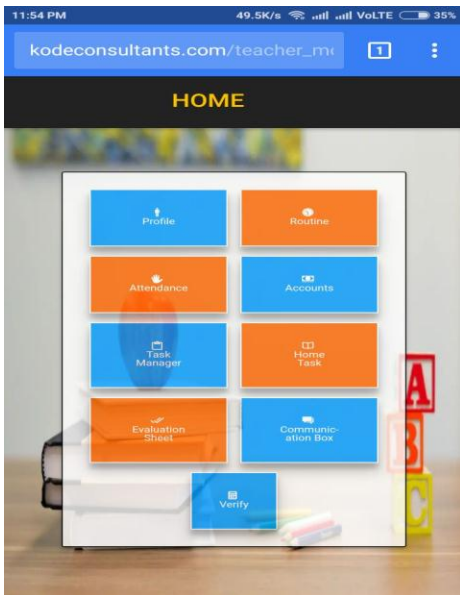 11:54 PM 49.5K/s VoLTE 35%
kodeconsultants.com/teacher_m
1
HOME
Profile
Routine
Attendance
Accounts
Task
Manager
Home
Task
Evaluation
Sheet
Communic-
ation Box
Verify
A
B
C